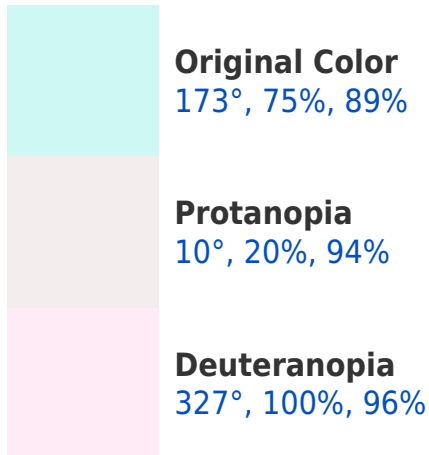 Original Color
173°, 75%, 89%
Protanopia
10°, 20%, 94%
Deuteranopia
327°, 100%, 96%